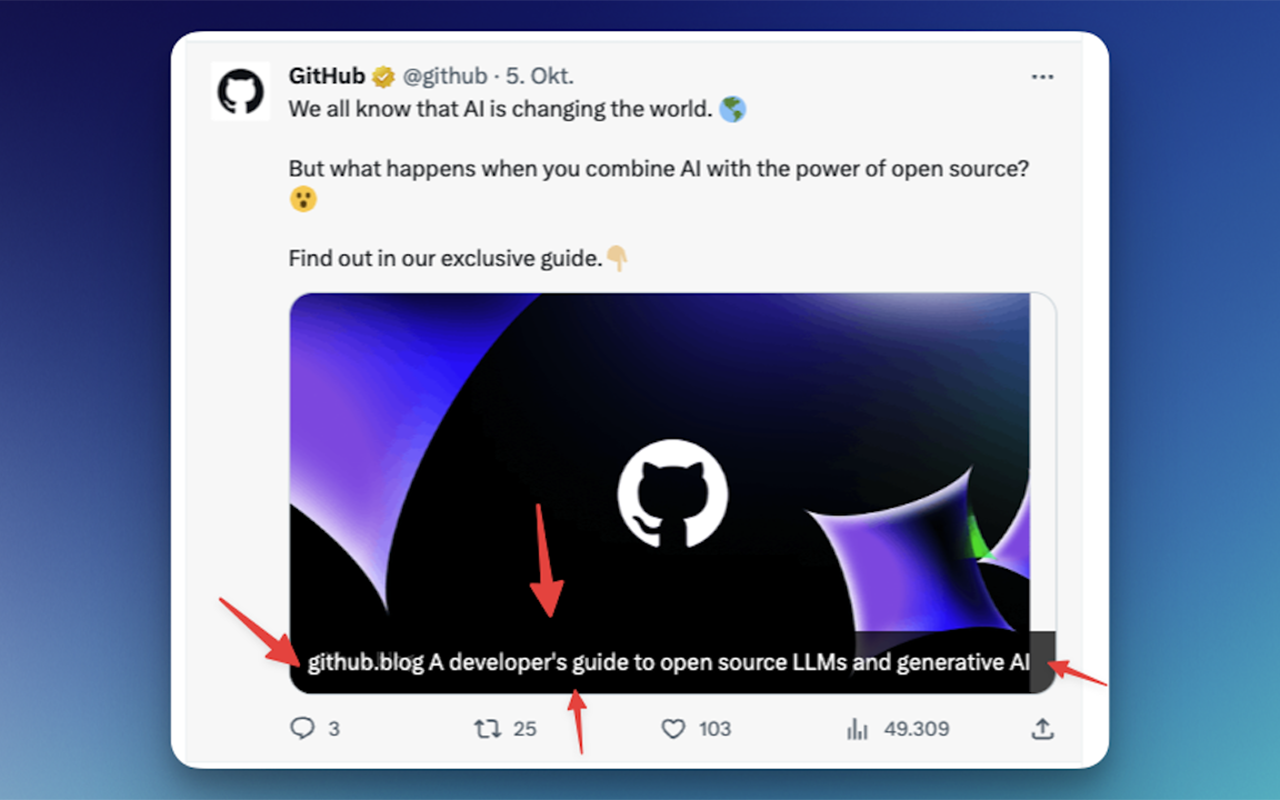 GitHub @github · 5. Okt.
We all know that AI is changing the world. 🌎
But what happens when you combine AI with the power of open source?
😮
Find out in our exclusive guide.👇🏼
github.blog A developer's guide to open source LLMs and generative AI
3 25 103 49.309